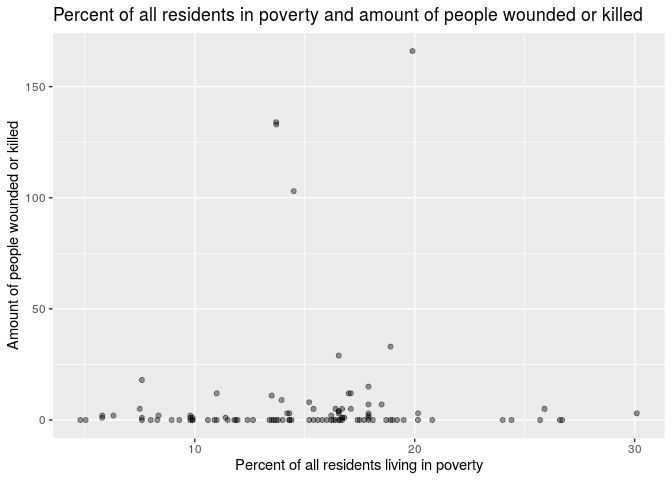 Percent of all residents in poverty and amount of people wounded or killed
150
100
50
0
Amount of people wounded or killed
10
20
30
Percent of all residents living in poverty